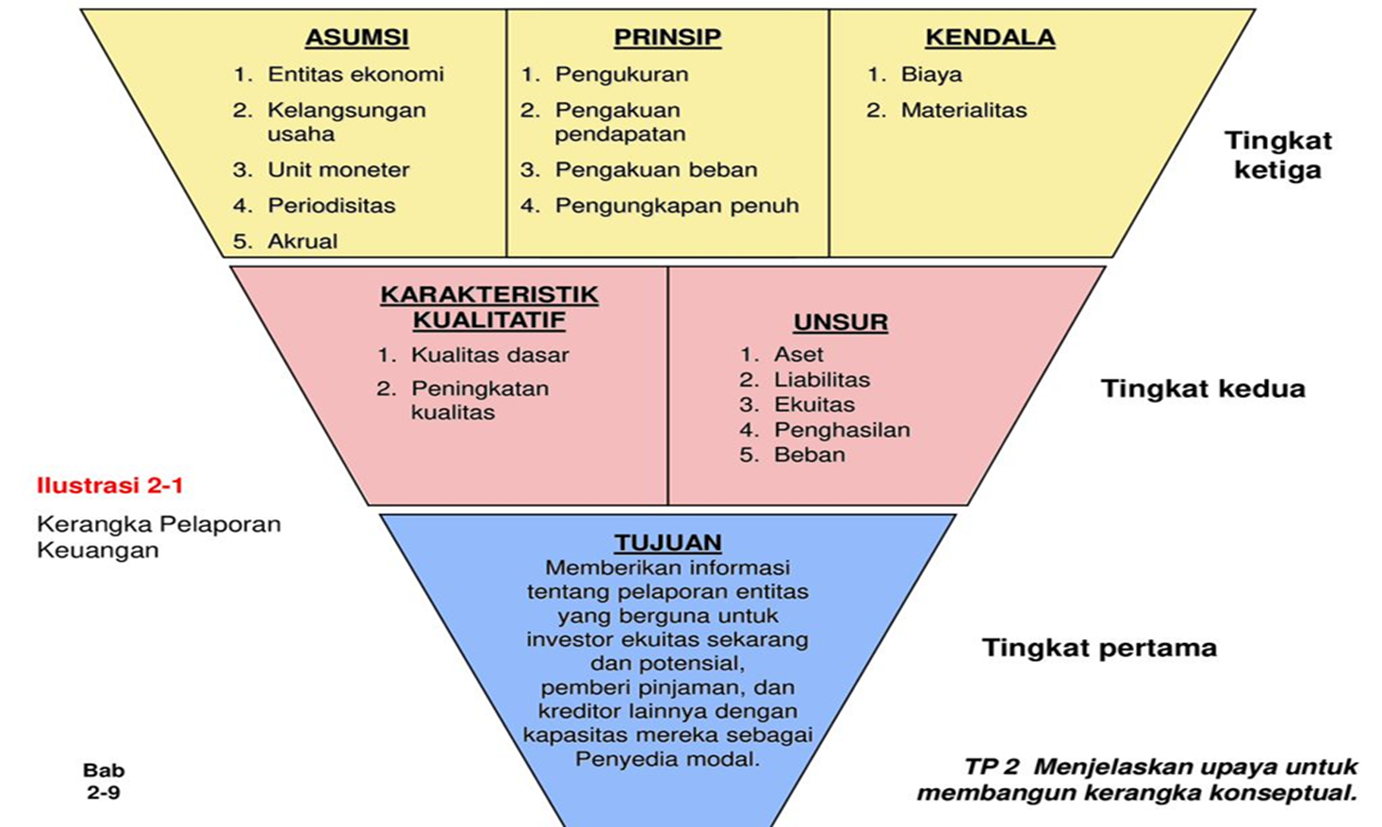 ASUMSI
1. Entitas ekonomi
2. Kelangsungan
usaha
3. Unit moneter
4. Periodisitas
5. Akrual
PRINSIP
1. Pengukuran
2. Pengakuan
pendapatan
3. Pengakuan beban
4. Pengungkapan penuh
KENDALA
1. Biaya
2. Materialitas
Tingkat
ketiga
KARAKTERISTIK
KUALITATIF
1. Kualitas dasar
2. Peningkatan
kualitas
UNSUR
1. Aset
2. Liabilitas
3. Ekuitas
4. Penghasilan
5. Beban
Tingkat kedua
Ilustrasi 2-1
Kerangka Pelaporan
Keuangan
TUJUAN
Memberikan informasi
tentang pelaporan entitas
yang berguna untuk
investor ekuitas sekarang
dan potensial,
pemberi pinjaman, dan
kreditor lainnya dengan
kapasitas mereka sebagai
Penyedia modal.
Tingkat pertama
Bab
2-9
TP 2 Menjelaskan upaya untuk
membangun kerangka konseptual.